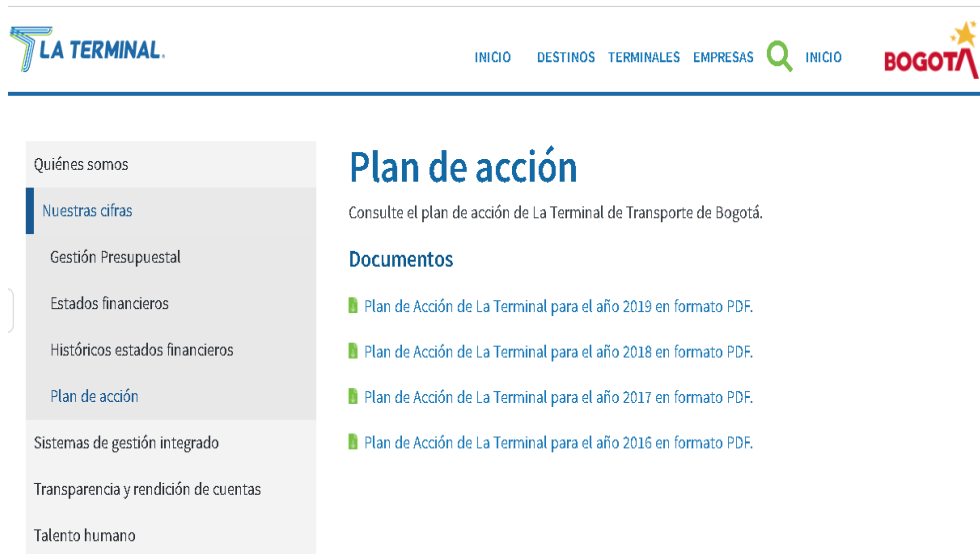 LA TERMINAL.
INICIO DESTINOS TERMINALES EMPRESAS INICIO
BOGOTÁ
Quiénes somos
Nuestras cifras
Gestión Presupuestal
Estados financieros
Históricos estados financieros
Plan de acción
Sistemas de gestión integrado
Transparencia y rendición de cuentas
Talento humano
Plan de acción
Consulte el plan de acción de La Terminal de Transporte de Bogotá.
Documentos
Plan de Acción de La Terminal para el año 2019 en formato PDF.
Plan de Acción de La Terminal para el año 2018 en formato PDF.
Plan de Acción de La Terminal para el año 2017 en formato PDF.
Plan de Acción de La Terminal para el año 2016 en formato PDF.